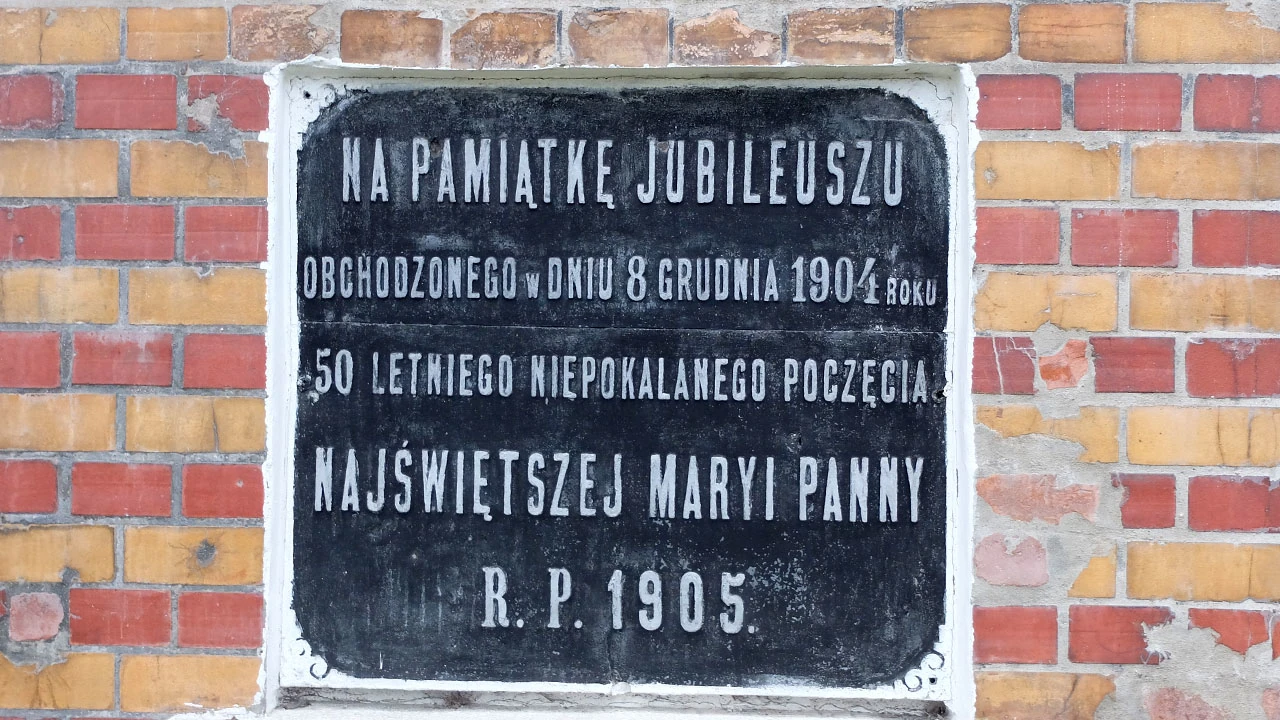 NA PAMIĄTKĘ JUBILEUSZU
OBCHODZONEGO w DNIU 8 GRUDNIA 1904 ROKU
50 LETNIEGO NIEPOKALANEGO POCZĘCIA
NAJŚWIĘTSZEJ MARYI PANNY
R. P. 1905.